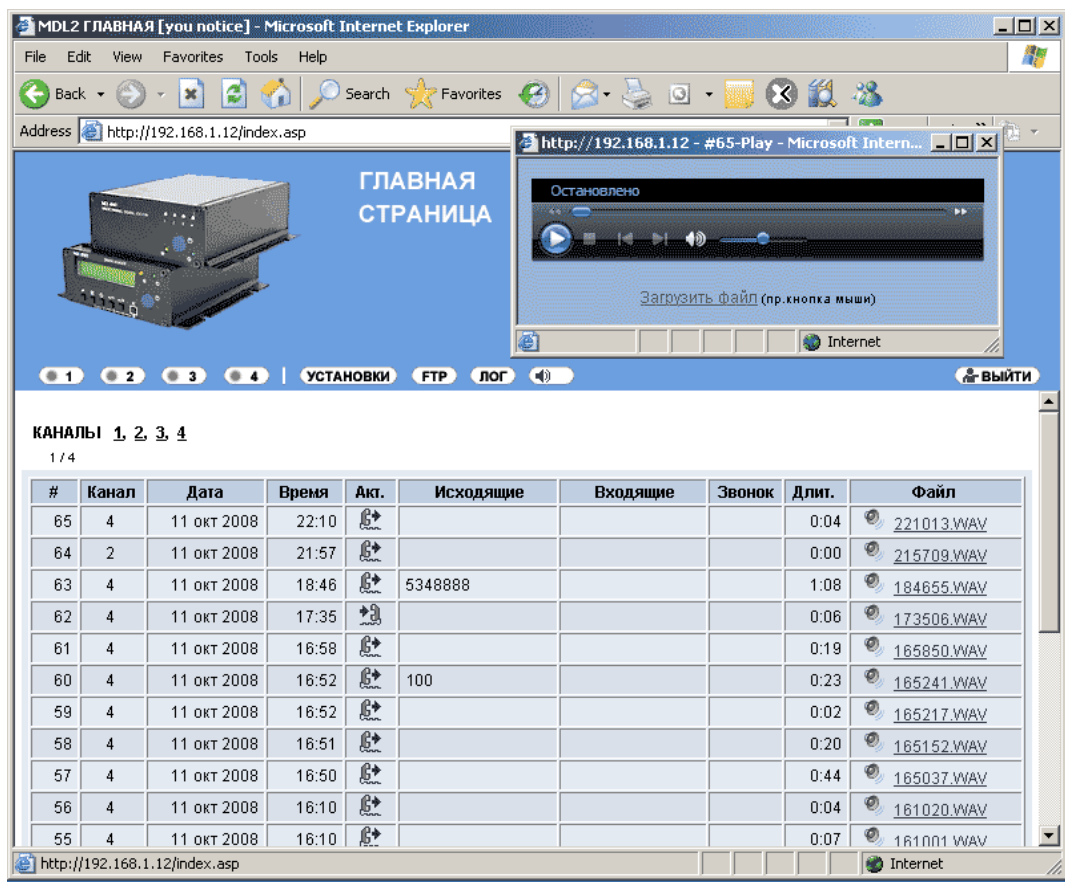 MDL2 ГЛАВНАЯ [you notice] - Microsoft Internet Explorer
File Edit View Favorites Tools Help
Back Search Favorites
Address http://192.168.1.12/index.asp
http://192.168.1.12 - #65-Play - Microsoft Intern...
Остановлено
Загрузить файл (пр.кнопка мыши)
Internet
ГЛАВНАЯ
СТРАНИЦА
1 2 3 4 | УСТАНОВКИ FTP ЛОГ ВЫЙТИ
КАНАЛЫ 1, 2, 3, 4
1 / 4
# Канал Дата Время Акт. Исходящие Входящие Звонок Длит. Файл
65 4 11 окт 2008 22:10 0:04 221013.WAV
64 2 11 окт 2008 21:57 0:00 215709.WAV
63 4 11 окт 2008 18:46 5348888 1:08 184655.WAV
62 4 11 окт 2008 17:35 0:06 173506.WAV
61 4 11 окт 2008 16:58 0:19 165850.WAV
60 4 11 окт 2008 16:52 100 0:23 165241.WAV
59 4 11 окт 2008 16:52 0:02 165217.WAV
58 4 11 окт 2008 16:51 0:20 165152.WAV
57 4 11 окт 2008 16:50 0:44 165037.WAV
56 4 11 окт 2008 16:10 0:04 161020.WAV
55 4 11 окт 2008 16:10 0:07 161001.WAV
http://192.168.1.12/index.asp Internet